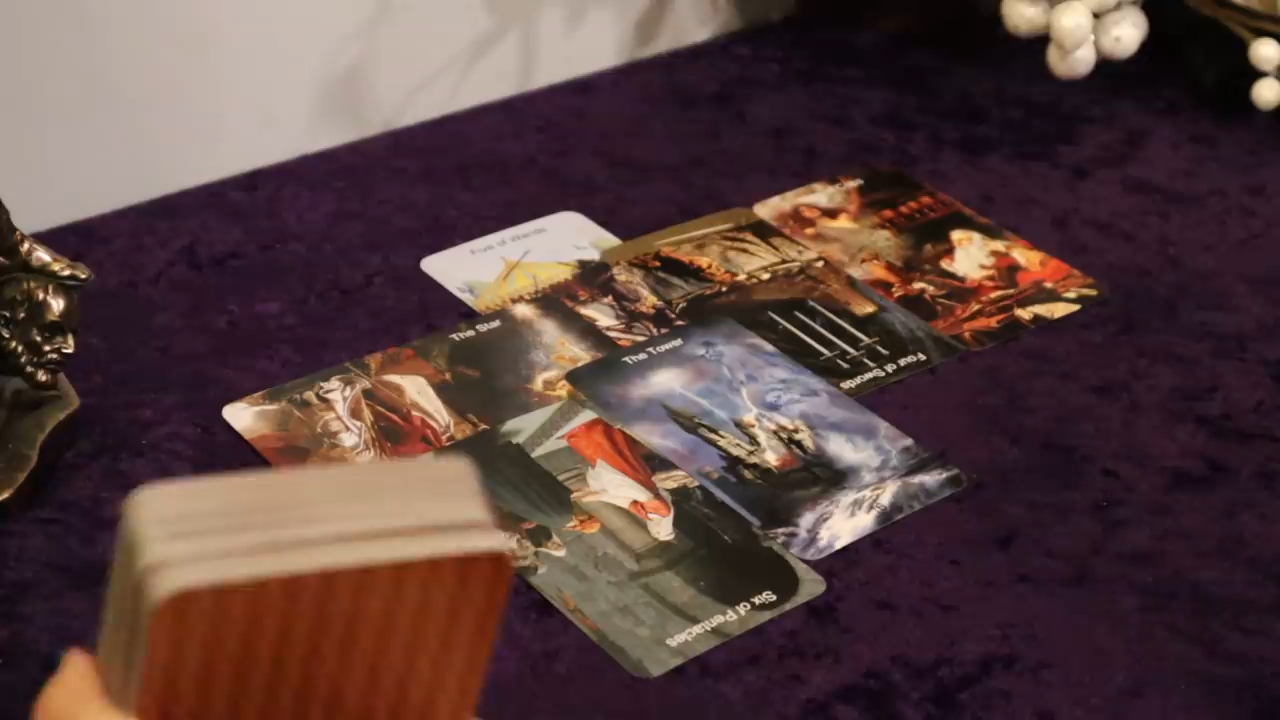 Five of Wands
The Star
The Tower
Four of Swords
Six of Pentacles